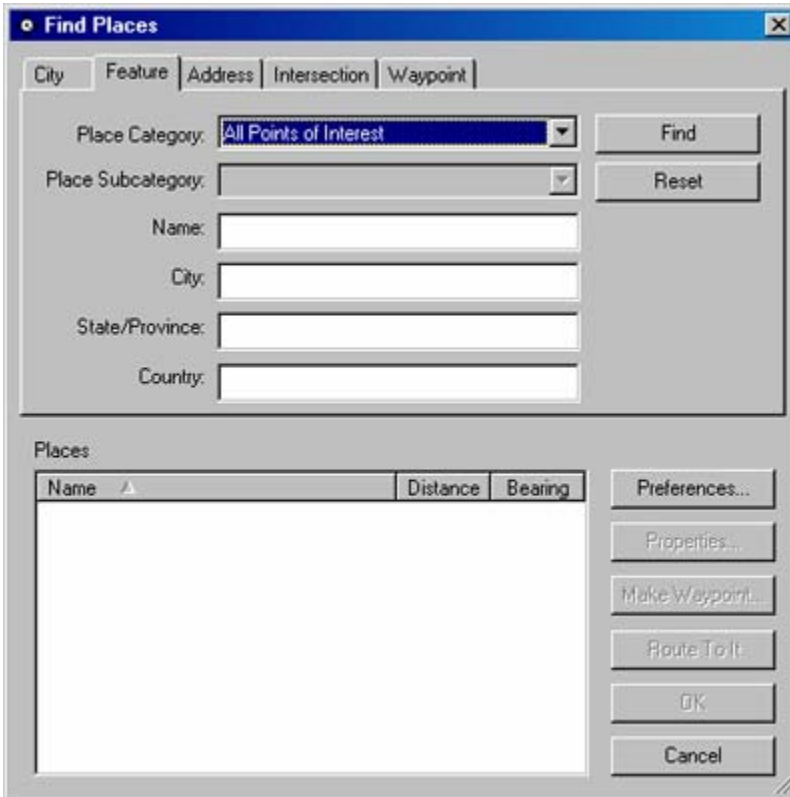 Find Places
City Feature Address Intersection Waypoint
Place Category: All Points of Interest Find
Place Subcategory: Reset
Name:
City:
State/Province:
Country:
Places
Name Distance Bearing Preferences...
Properties...
Make Waypoint...
Route To It
OK
Cancel